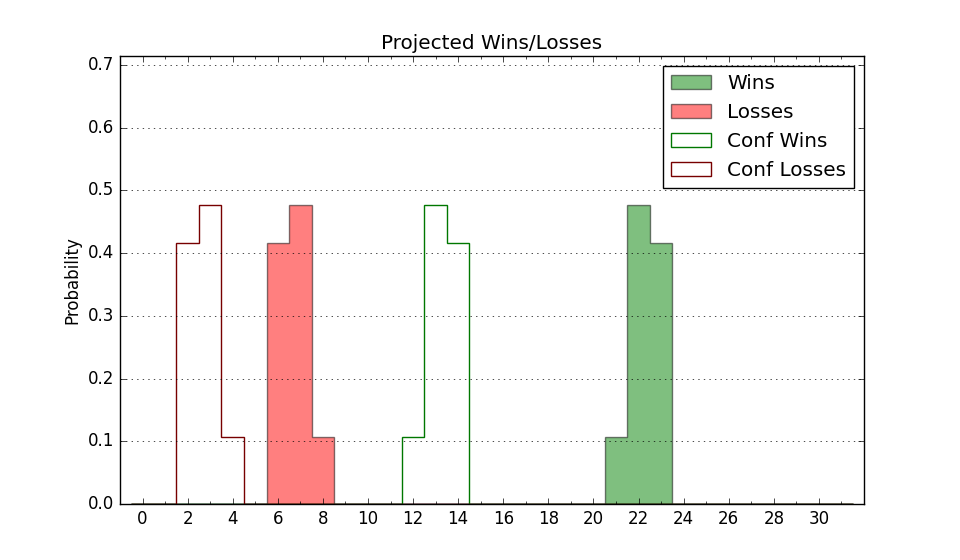 Projected Wins/Losses
0.7
0.6
0.5
0.4
0.3
0.2
0.1
0.0
Probability
Wins
Losses
Conf Wins
Conf Losses
0 2 4 6 8 10 12 14 16 18 20 22 24 26 28 30